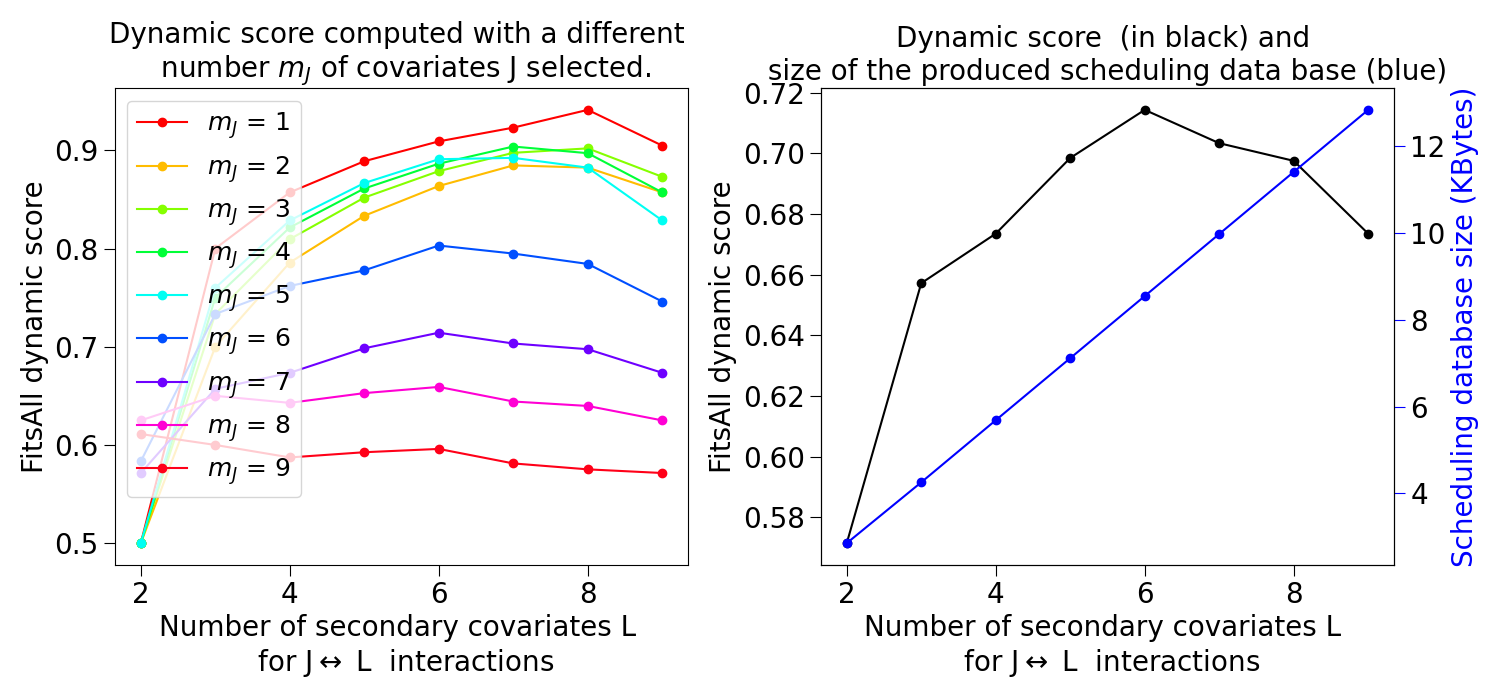 Dynamic score computed with a different
number m_J of covariates J selected.
0.9
0.8
0.7
0.6
0.5
FitsAll dynamic score
m_J = 1
m_J = 2
m_J = 3
m_J = 4
m_J = 5
m_J = 6
m_J = 7
m_J = 8
m_J = 9
2 4 6 8
Number of secondary covariates L
for J↔ L interactions
Dynamic score (in black) and
size of the produced scheduling data base (blue)
0.72
0.70
0.68
0.66
0.64
0.62
0.60
0.58
FitsAll dynamic score
12
10
8
6
4
Scheduling database size (KBytes)
2 4 6 8
Number of secondary covariates L
for J↔ L interactions